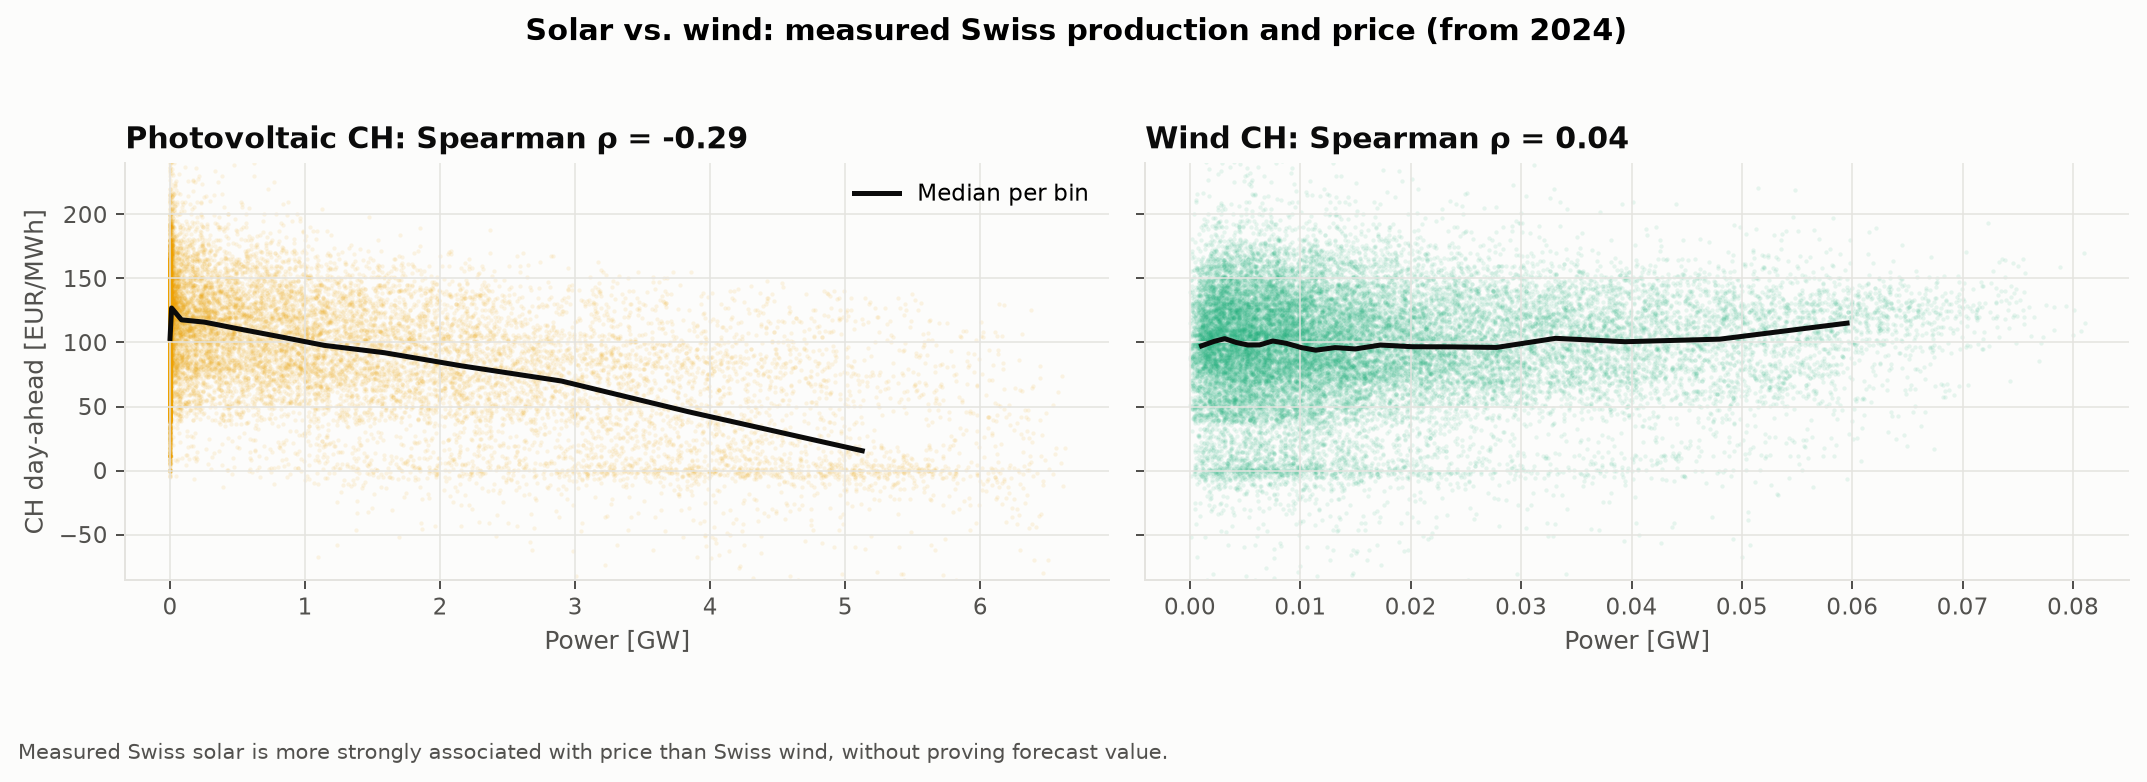 Solar vs. wind: measured Swiss production and price (from 2024)
Photovoltaic CH: Spearman ρ = -0.29
Wind CH: Spearman ρ = 0.04
Median per bin
CH day-ahead [EUR/MWh]
200
150
100
50
0
−50
0 1 2 3 4 5 6
0.00 0.01 0.02 0.03 0.04 0.05 0.06 0.07 0.08
Power [GW]
Power [GW]
Measured Swiss solar is more strongly associated with price than Swiss wind, without proving forecast value.